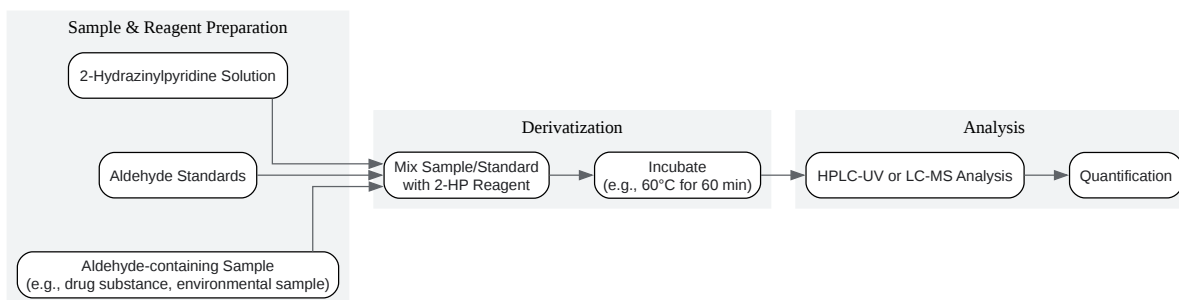 Sample & Reagent Preparation
2-Hydrazinylpyridine Solution
Aldehyde Standards
Aldehyde-containing Sample
(e.g., drug substance, environmental sample)
Derivatization
Mix Sample/Standard
with 2-HP Reagent
Incubate
(e.g., 60°C for 60 min)
Analysis
HPLC-UV or LC-MS Analysis
Quantification